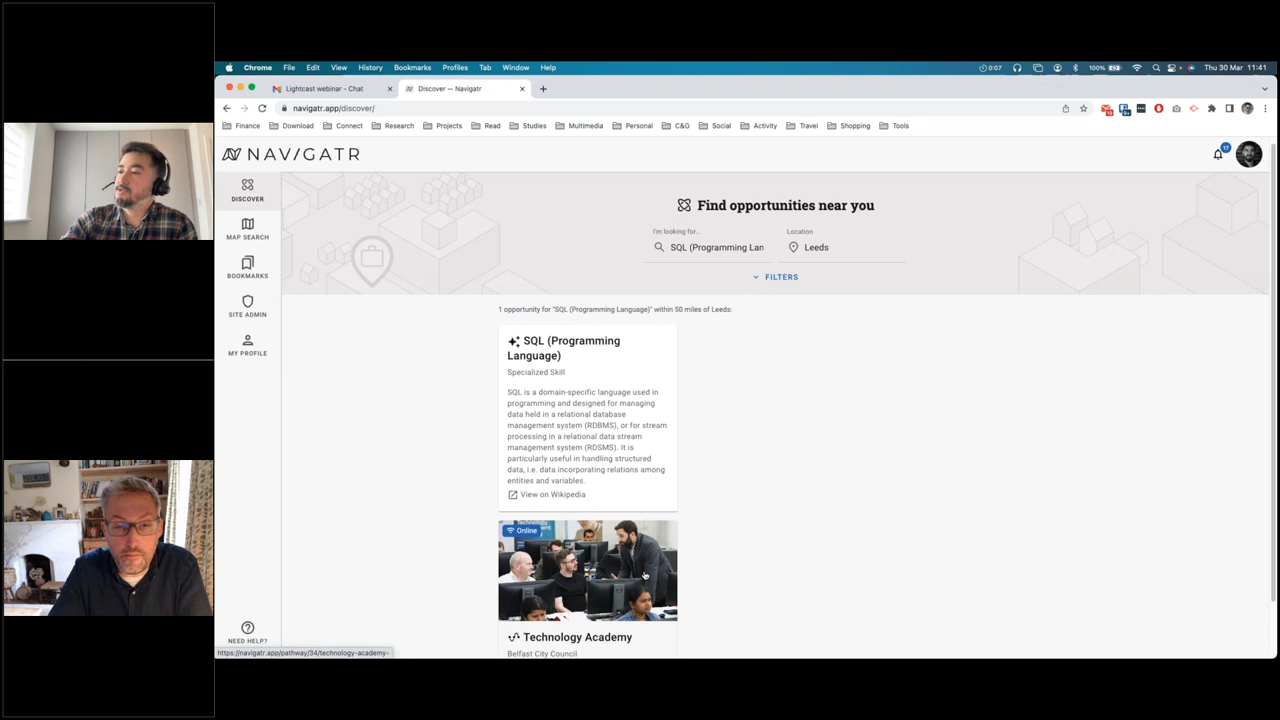 Chrome File Edit View History Bookmarks Profiles Tab Window Help 0:07 100% Thu 30 Mar 11:41
Lightcast webinar - Chat Discover — Navigatr
navigatr.app/discover/
Finance Download Connect Research Projects Read Studies Multimedia Personal C&G Social Activity Travel Shopping Tools
NAVIGATR 17
DISCOVER
MAP SEARCH
BOOKMARKS
SITE ADMIN
MY PROFILE
NEED HELP?
Find opportunities near you
I'm looking for... Location
SQL (Programming Lan Leeds
FILTERS
1 opportunity for "SQL (Programming Language)" within 50 miles of Leeds:
SQL (Programming
Language)
Specialized Skill
SQL is a domain-specific language used in
programming and designed for managing
data held in a relational database
management system (RDBMS), or for stream
processing in a relational data stream
management system (RDSMS). It is
particularly useful in handling structured
data, i.e. data incorporating relations among
entities and variables.
View on Wikipedia
Online
Technology Academy
Belfast City Council
https://navigatr.app/pathway/34/technology-academy-